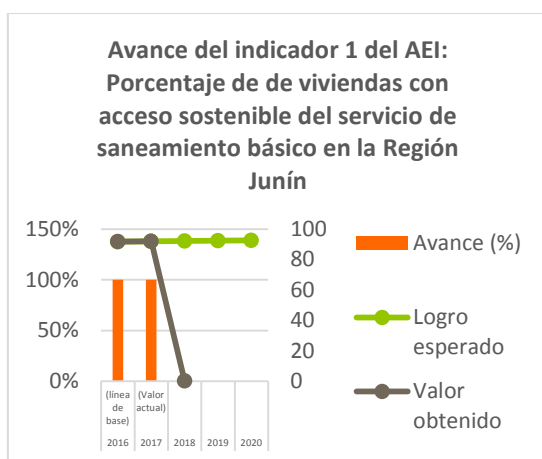 Avance del indicador 1 del AEI:
Porcentaje de de viviendas con
acceso sostenible del servicio de
saneamiento básico en la Región
Junín
150%
100%
50%
0%
100
80
60
40
20
0
(línea
de
base)
(Valor
actual)
2016
2017
2018
2019
2020
Avance (%)
Logro
esperado
Valor
obtenido